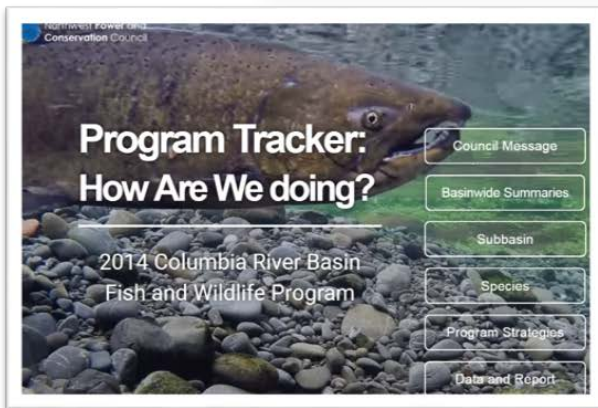 Northwest Power and
Conservation Council
Program Tracker:
How Are We doing?
2014 Columbia River Basin
Fish and Wildlife Program
Council Message
Basinwide Summaries
Subbasin
Species
Program Strategies
Data and Report